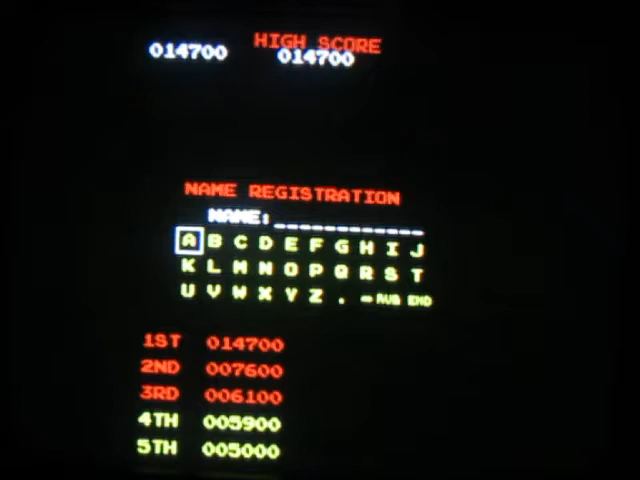 HIGH SCORE
014700 014700
NAME REGISTRATION
NAME:____________
A B C D E F G H I J
K L M N O P Q R S T
U V W X Y Z . - RUB END
1ST 014700
2ND 007600
3RD 006100
4TH 005900
5TH 005000